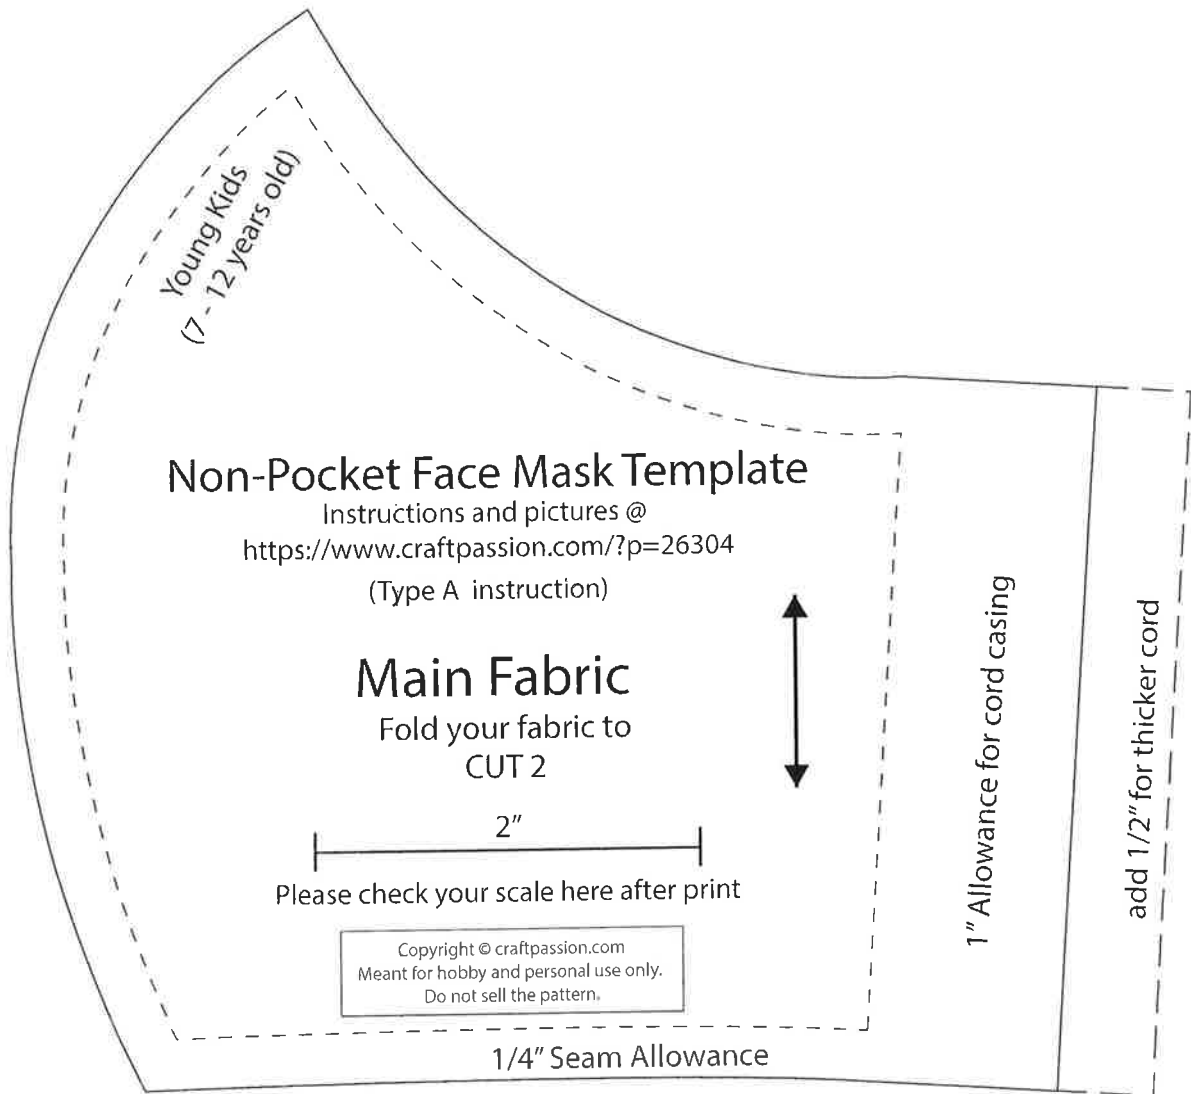 Young Kids
(7 - 12 years old)
Non-Pocket Face Mask Template
Instructions and pictures @
https://www.craftpassion.com/?p=26304
(Type A instruction)
Main Fabric
Fold your fabric to
CUT 2
2"
Please check your scale here after print
Copyright © craftpassion.com
Meant for hobby and personal use only.
Do not sell the pattern.
1/4" Seam Allowance
1" Allowance for cord casing
add 1/2" for thicker cord